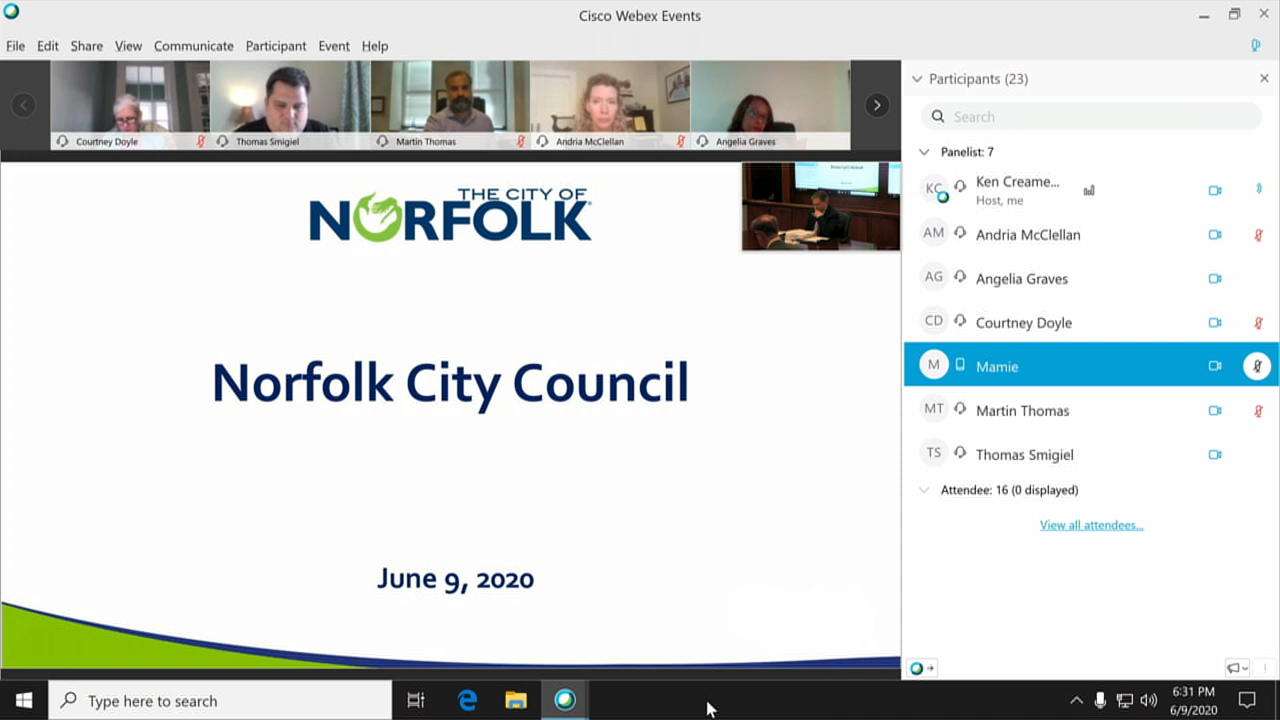 Cisco Webex Events
File Edit Share View Communicate Participant Event Help
Courtney Doyle
Thomas Smigiel
Martin Thomas
Andria McClellan
Angelia Graves
THE CITY OF
NORFOLK
Norfolk City Council
June 9, 2020
Participants (23)
Search
Panelist: 7
KC Ken Creame...
Host, me
AM Andria McClellan
AG Angelia Graves
CD Courtney Doyle
M Mamie
MT Martin Thomas
TS Thomas Smigiel
Attendee: 16 (0 displayed)
View all attendees...
Type here to search
6:31 PM
6/9/2020